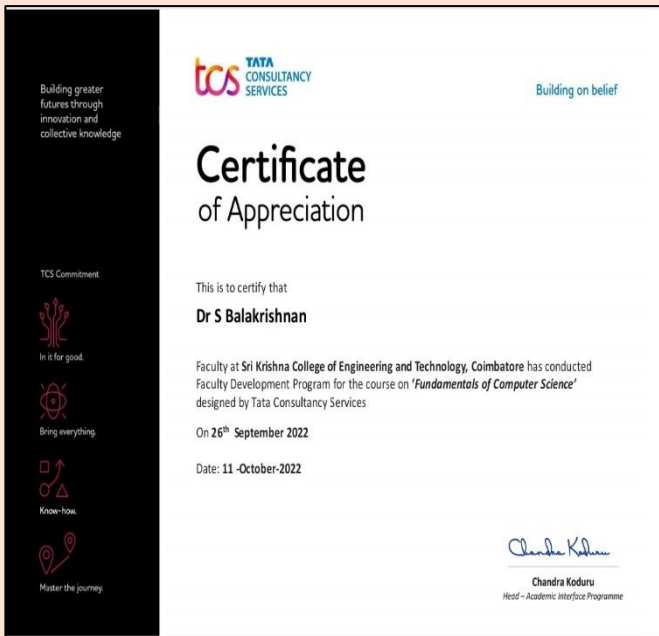 Building greater
futures through
innovation and
collective knowledge
TCS Commitment
In it for good.
Bring everything.
Know-how.
Master the journey.
tcs TATA
CONSULTANCY
SERVICES
Building on belief
Certificate
of Appreciation
This is to certify that
Dr S Balakrishnan
Faculty at Sri Krishna College of Engineering and Technology, Coimbatore has conducted
Faculty Development Program for the course on ‘Fundamentals of Computer Science’
designed by Tata Consultancy Services
On 26th September 2022
Date: 11 -October-2022
Chandra Koduru
Chandra Koduru
Head – Academic Interface Programme